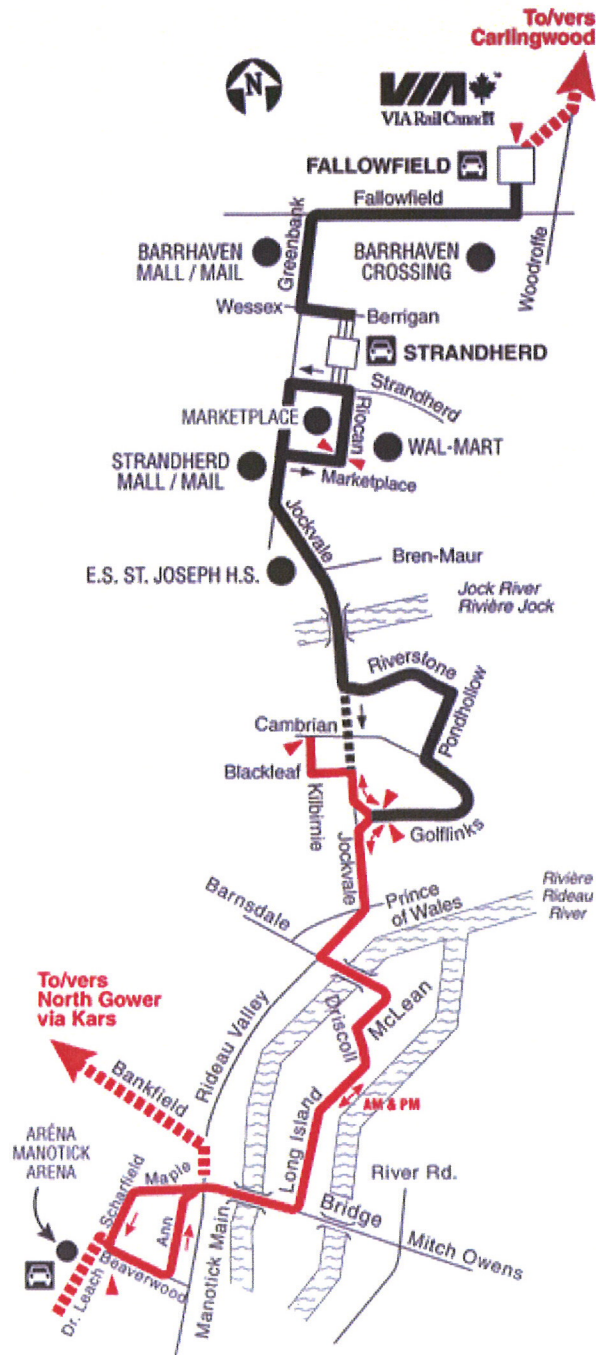 To/vers
Carlingwood
N
VIA
VIA Rail Canada
FALLOWFIELD
Fallowfield
Greenbank
BARRHAVEN
MALL / MAIL
BARRHAVEN
CROSSING
Woodroffe
Wessex
Berrigan
STRANDHERD
Strandherd
MARKETPLACE
Riocan
WAL-MART
STRANDHERD
MALL / MAIL
Marketplace
Jockvale
Bren-Maur
E.S. ST. JOSEPH H.S.
Jock River
Rivière Jock
Riverstone
Pondhollow
Cambrian
Blackleaf
Kilbirnie
Golflinks
Jockvale
Barnsdale
Prince
of Wales
Rivière
Rideau
River
To/vers
North Gower
via Kars
Rideau Valley
Driscoll
McLean
Bankfield
Long Island
AM & PM
ARÉNA
MANOTICK
ARENA
Scharfield
Maple
Ann
River Rd.
Bridge
Mitch Owens
Manotick Main
Beaverwood
Dr. Leach